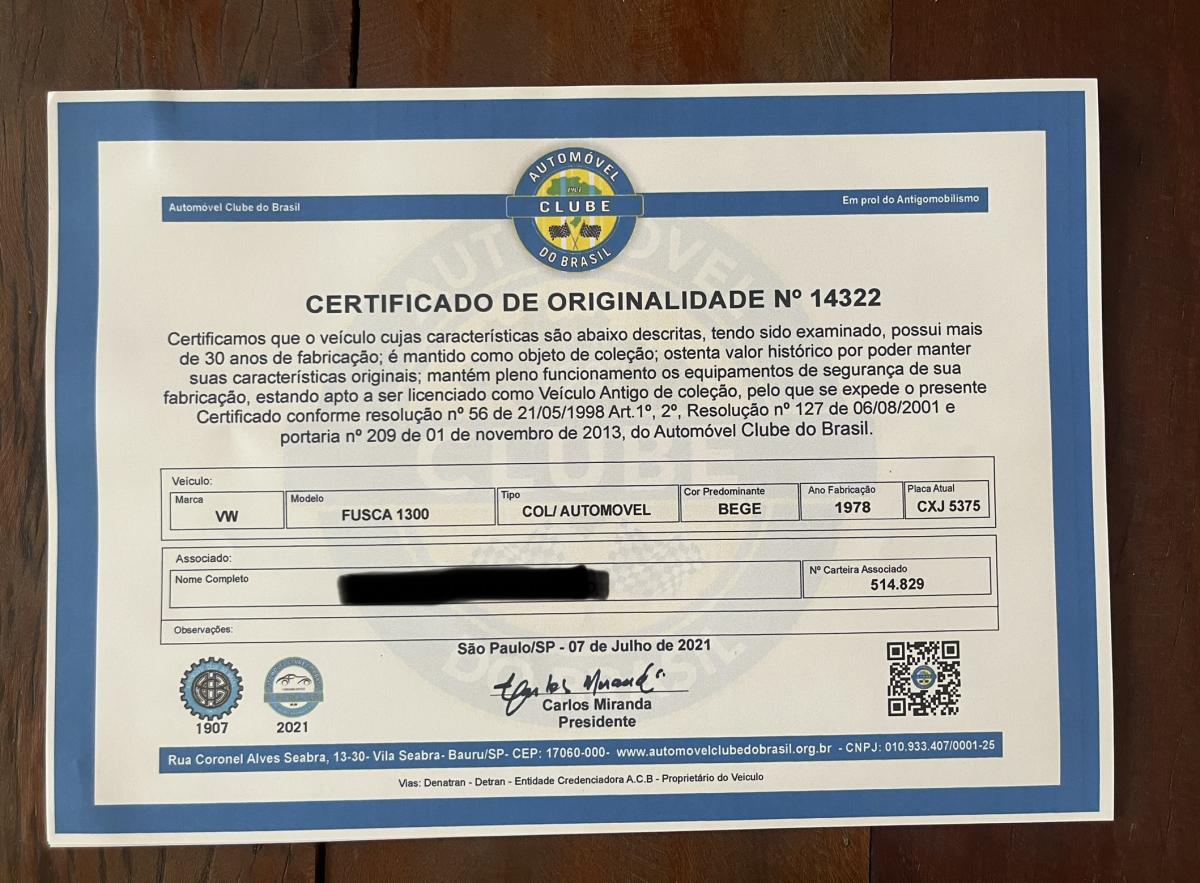 AUTOMÓVEL
1907
CLUBE
DO BRASIL
Automóvel Clube do Brasil
Em prol do Antigomobilismo
CERTIFICADO DE ORIGINALIDADE Nº 14322
Certificamos que o veículo cujas características são abaixo descritas, tendo sido examinado, possui mais
de 30 anos de fabricação; é mantido como objeto de coleção; ostenta valor histórico por poder manter
suas características originais; mantém pleno funcionamento os equipamentos de segurança de sua
fabricação, estando apto a ser licenciado como Veículo Antigo de coleção, pelo que se expede o presente
Certificado conforme resolução nº 56 de 21/05/1998 Art.1º, 2º, Resolução nº 127 de 06/08/2001 e
portaria nº 209 de 01 de novembro de 2013, do Automóvel Clube do Brasil.
AUTOMÓVEL
CLUBE
DO BRASIL
Veículo:
Marca
VW
Modelo
FUSCA 1300
Tipo
COL/ AUTOMOVEL
Cor Predominante
BEGE
Ano Fabricação
1978
Placa Atual
CXJ 5375
Associado:
Nome Completo
Nº Carteira Associado
514.829
Observações:
São Paulo/SP - 07 de Julho de 2021
Carlos Miranda
Carlos Miranda
Presidente
1907
2021
Rua Coronel Alves Seabra, 13-30- Vila Seabra- Bauru/SP- CEP: 17060-000- www.automovelclubedobrasil.org.br - CNPJ: 010.933.407/0001-25
Vias: Denatran - Detran - Entidade Credenciadora A.C.B - Proprietário do Veiculo